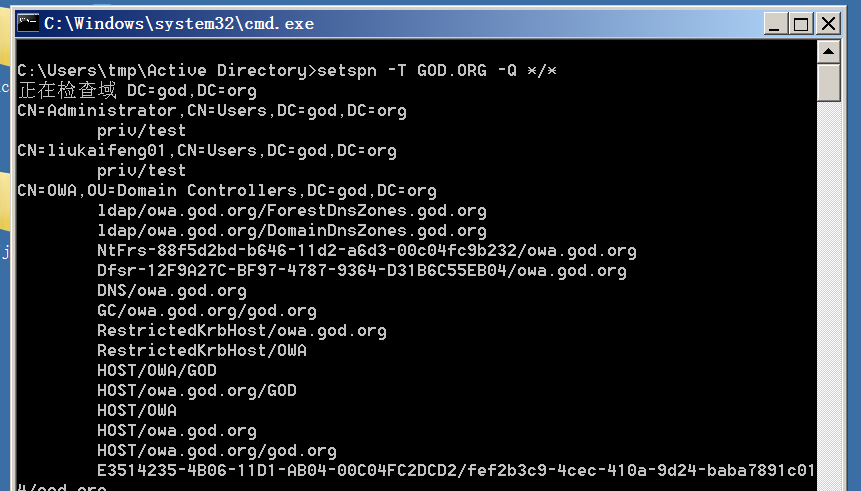 C:\Windows\system32\cmd.exe
C:\Users\tmp\Active Directory>setspn -T GOD.ORG -Q */*
正在检查域 DC=god,DC=org
CN=Administrator,CN=Users,DC=god,DC=org
priv/test
CN=liukaifeng01,CN=Users,DC=god,DC=org
priv/test
CN=OWA,OU=Domain Controllers,DC=god,DC=org
ldap/owa.god.org/ForestDnsZones.god.org
ldap/owa.god.org/DomainDnsZones.god.org
NtFrs-88f5d2bd-b646-11d2-a6d3-00c04fc9b232/owa.god.org
Dfsr-12F9A27C-BF97-4787-9364-D31B6C55EB04/owa.god.org
DNS/owa.god.org
GC/owa.god.org/god.org
RestrictedKrbHost/owa.god.org
RestrictedKrbHost/OWA
HOST/OWA/GOD
HOST/owa.god.org/GOD
HOST/OWA
HOST/owa.god.org
HOST/owa.god.org/god.org
E3514235-4B06-11D1-AB04-00C04FC2DCD2/fef2b3c9-4cec-410a-9d24-baba7891c01
4/god.org